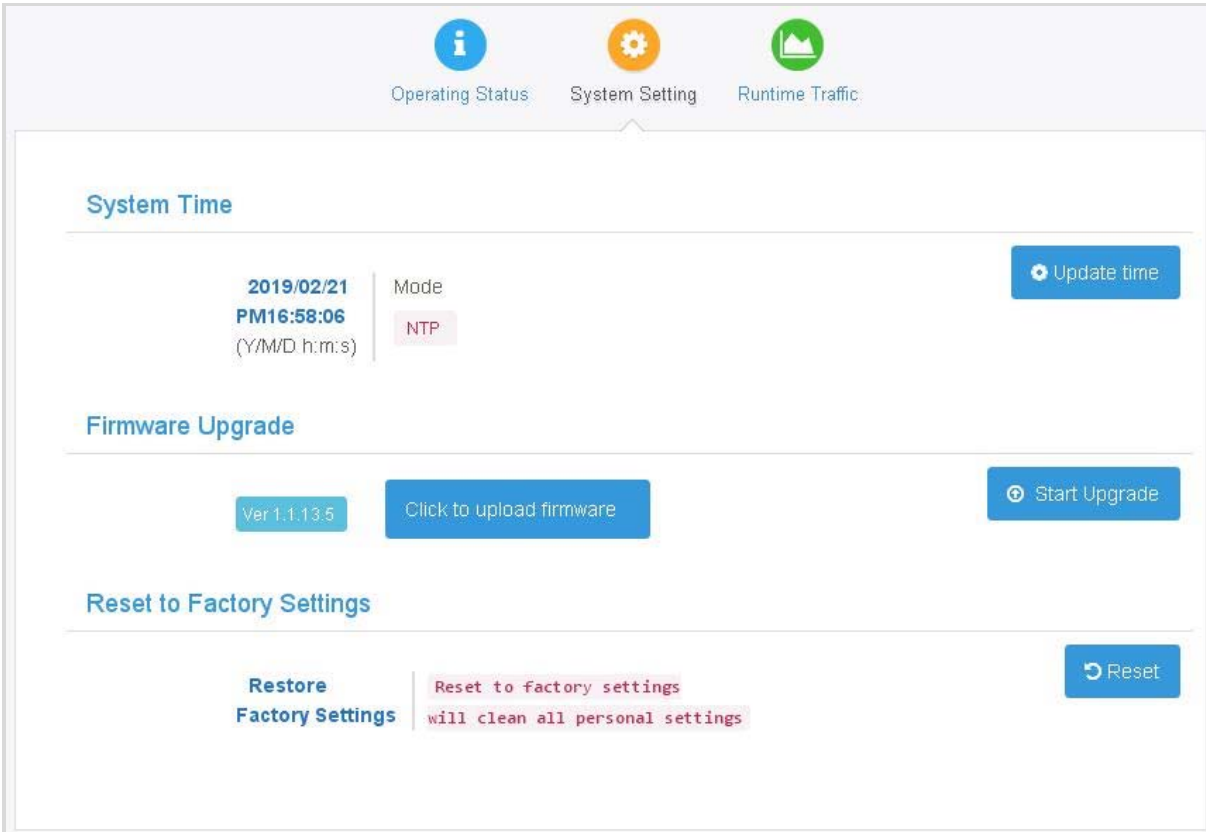 Operating Status System Setting Runtime Traffic
System Time
Update time
2019/02/21 Mode
PM16:58:06 NTP
(Y/M/D h:m:s)
Firmware Upgrade
Start Upgrade
Ver 1.1.13.5 Click to upload firmware
Reset to Factory Settings
Reset
Restore Reset to factory settings
Factory Settings will clean all personal settings